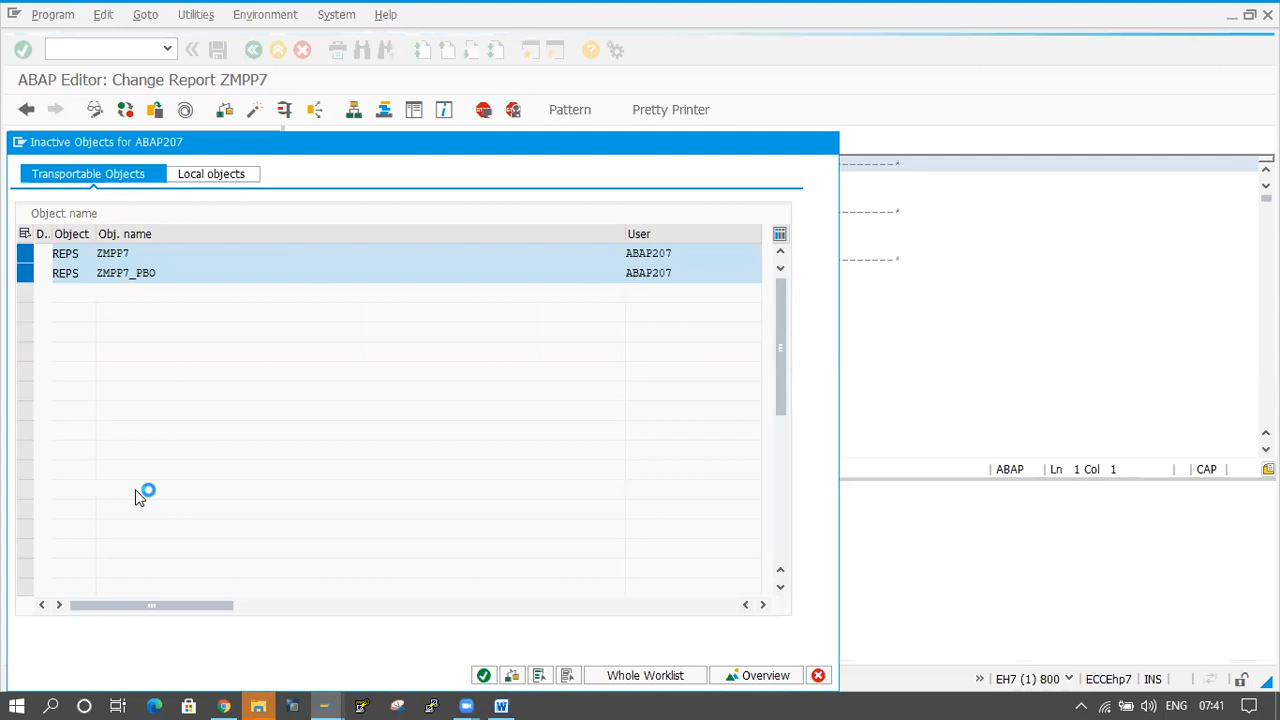 Program Edit Goto Utilities Environment System Help
ABAP Editor: Change Report ZMPP7
Pattern Pretty Printer
Inactive Objects for ABAP207
Transportable Objects Local objects
Object name
D.. Object Obj. name User
REPS ZMPP7 ABAP207
REPS ZMPP7_PBO ABAP207
ABAP Ln 1 Col 1 CAP
Whole Worklist Overview
EH7 (1) 800 ECCEhp7 INS
ENG 07:41